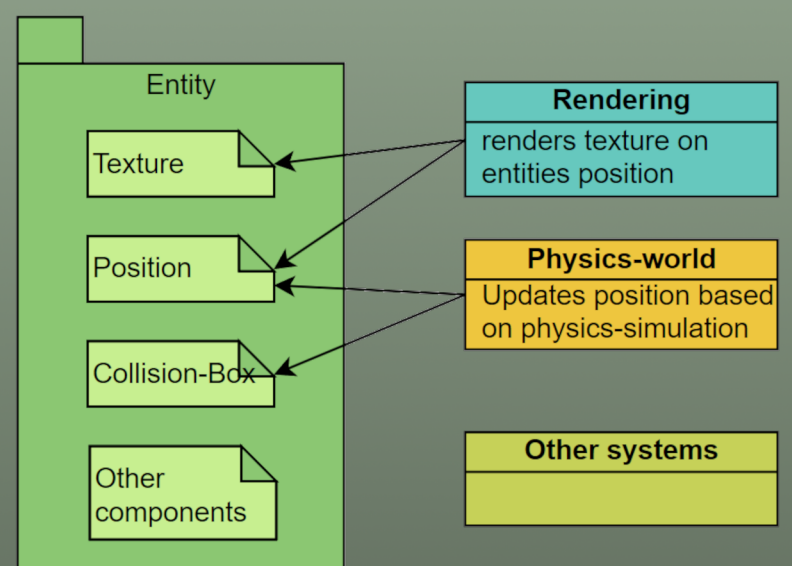 Entity
Texture
Position
Collision-Box
Other
components
Rendering
renders texture on
entities position
Physics-world
Updates position based
on physics-simulation
Other systems